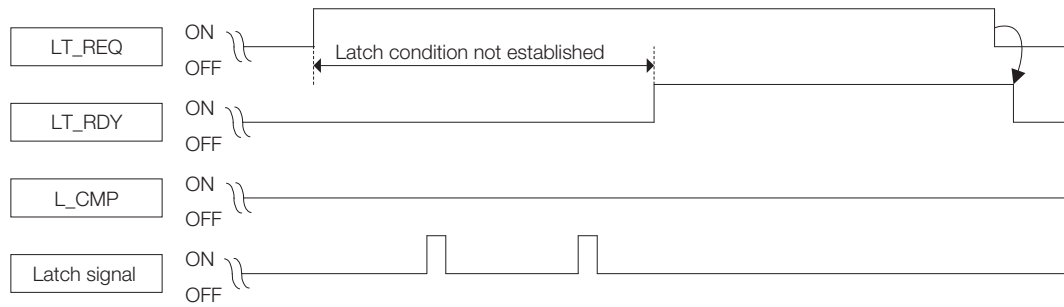 LT_REQ
ON
OFF
Latch condition not established
LT_RDY
ON
OFF
L_CMP
ON
OFF
Latch signal
ON
OFF